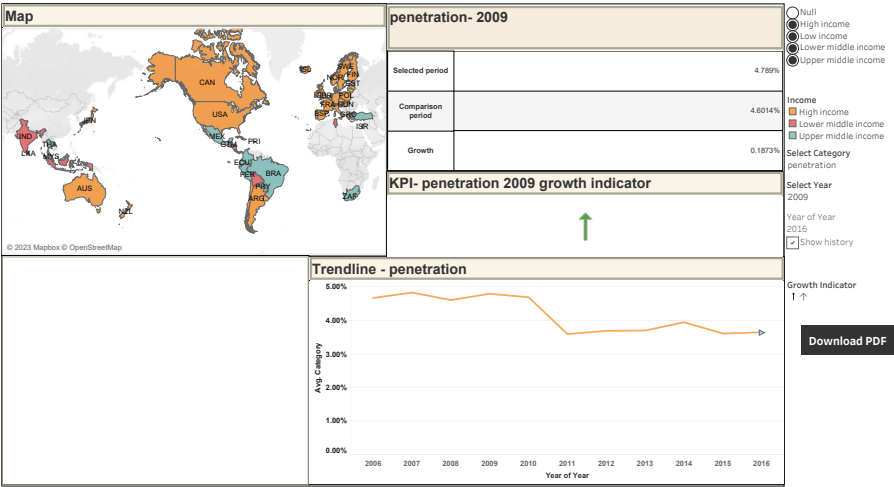 Map
CAN
USA
MEX
GTM
PRI
ECU
PER
BRA
PRY
ARG
ISL
NOR
SWE
FIN
EST
GBR
POL
FRA
HUN
ESP
GRC
ISR
ZAF
JPN
IND
THA
LKA
MYS
AUS
NZL
© 2023 Mapbox © OpenStreetMap
penetration- 2009
Selected period
4.789%
Comparison
period
4.6014%
Growth
0.1873%
KPI- penetration 2009 growth indicator
Trendline - penetration
5.00%
4.00%
3.00%
2.00%
1.00%
0.00%
Avg. Category
2006 2007 2008 2009 2010 2011 2012 2013 2014 2015 2016
Year of Year
Null
High income
Low income
Lower middle income
Upper middle income
Income
High income
Lower middle income
Upper middle income
Select Category
penetration
Select Year
2009
Year of Year
2016
Show history
Growth Indicator
Download PDF